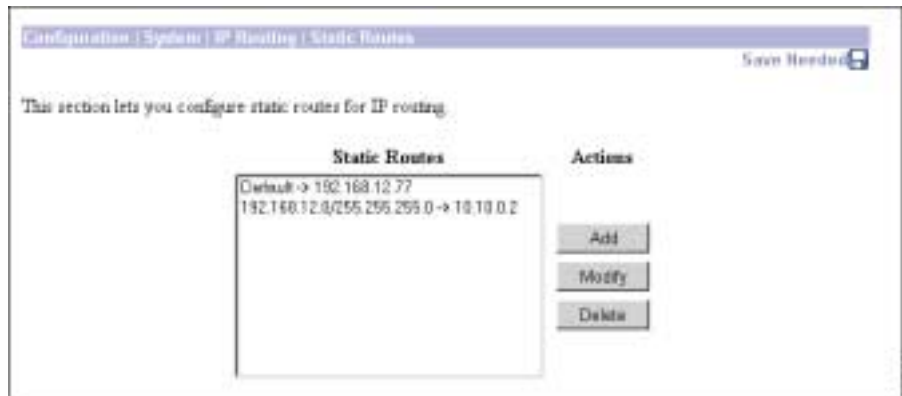 Configuration | System | IP Routing | Static Routes
Save Needed
This section lets you configure static routes for IP routing.
Static Routes
Actions
Default -> 192.168.12.77
192.168.12.0/255.255.255.0 -> 10.10.0.2
Add
Modify
Delete